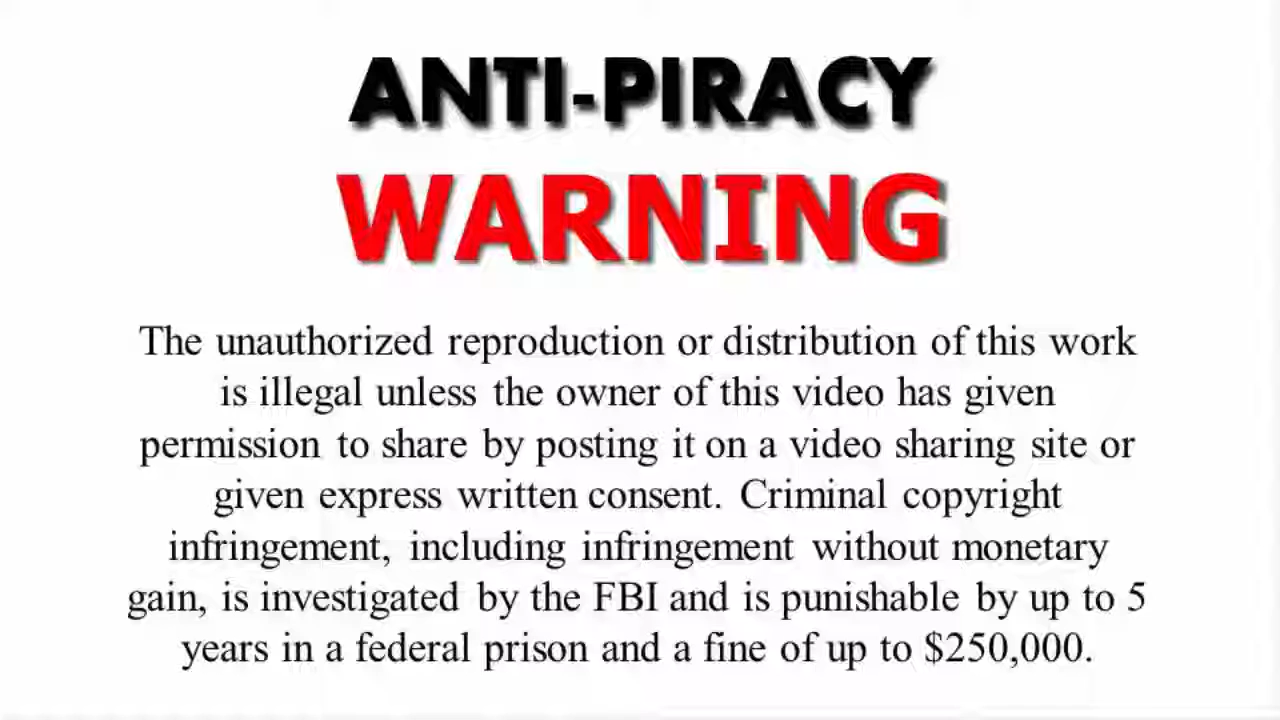 ANTI-PIRACY
WARNING
The unauthorized reproduction or distribution of this work
is illegal unless the owner of this video has given
permission to share by posting it on a video sharing site or
given express written consent. Criminal copyright
infringement, including infringement without monetary
gain, is investigated by the FBI and is punishable by up to 5
years in a federal prison and a fine of up to $250,000.